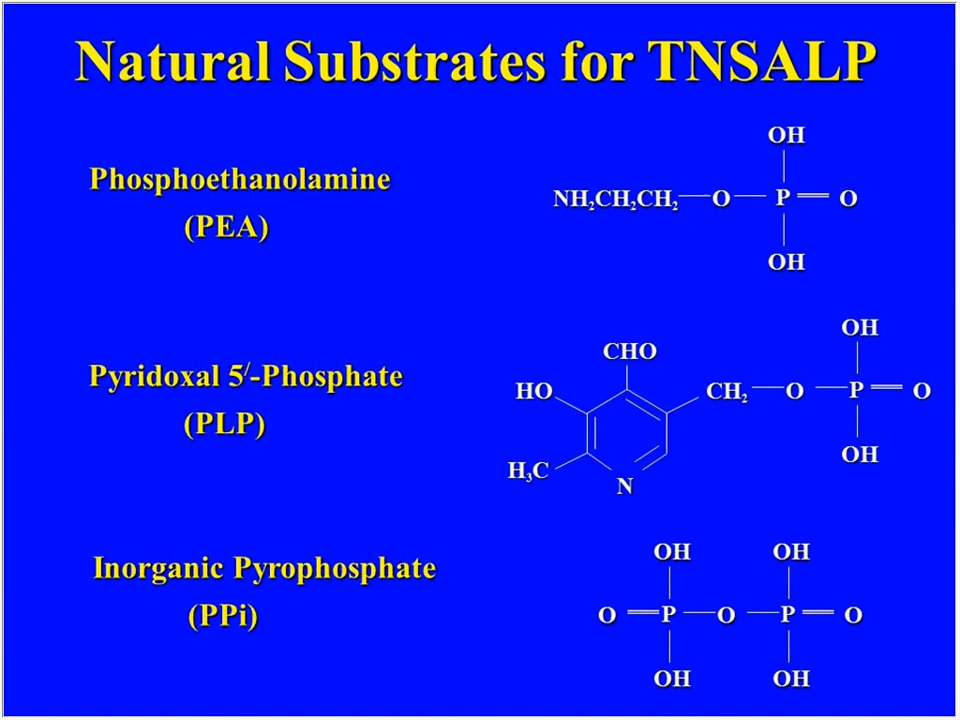 Natural Substrates for TNSALP
Phosphoethanolamine
(PEA)
OH
NH₂CH₂CH₂ O P O
OH
Pyridoxal 5/-Phosphate
(PLP)
OH
CHO
HO CH₂ O P O
OH
H₃C
N
Inorganic Pyrophosphate
(PPi)
OH OH
O P O P O
OH OH